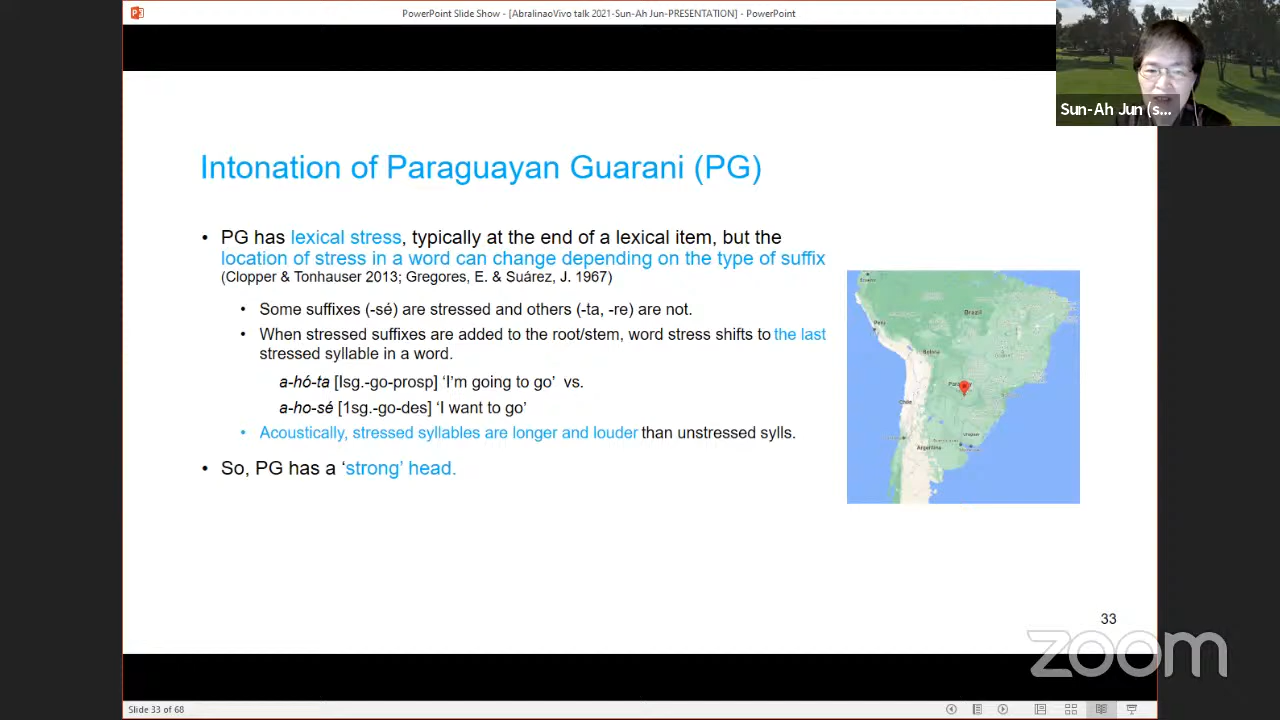 PowerPoint Slide Show - [AbralinaoVivo talk 2021-Sun-Ah Jun-PRESENTATION] - PowerPoint
Sun-Ah Jun (s...
Intonation of Paraguayan Guarani (PG)
• PG has lexical stress, typically at the end of a lexical item, but the
location of stress in a word can change depending on the type of suffix
(Clopper & Tonhauser 2013; Gregores, E. & Suárez, J. 1967)
• Some suffixes (-sé) are stressed and others (-ta, -re) are not.
• When stressed suffixes are added to the root/stem, word stress shifts to the last
stressed syllable in a word.
a-hó-ta [Isg.-go-prosp] ‘I’m going to go’ vs.
a-ho-sé [1sg.-go-des] ‘I want to go’
• Acoustically, stressed syllables are longer and louder than unstressed sylls.
• So, PG has a ‘strong’ head.
Ecuador
Peru
Brazil
Bolivia
Chile
Uruguay
Argentina
33
zoom
Slide 33 of 68